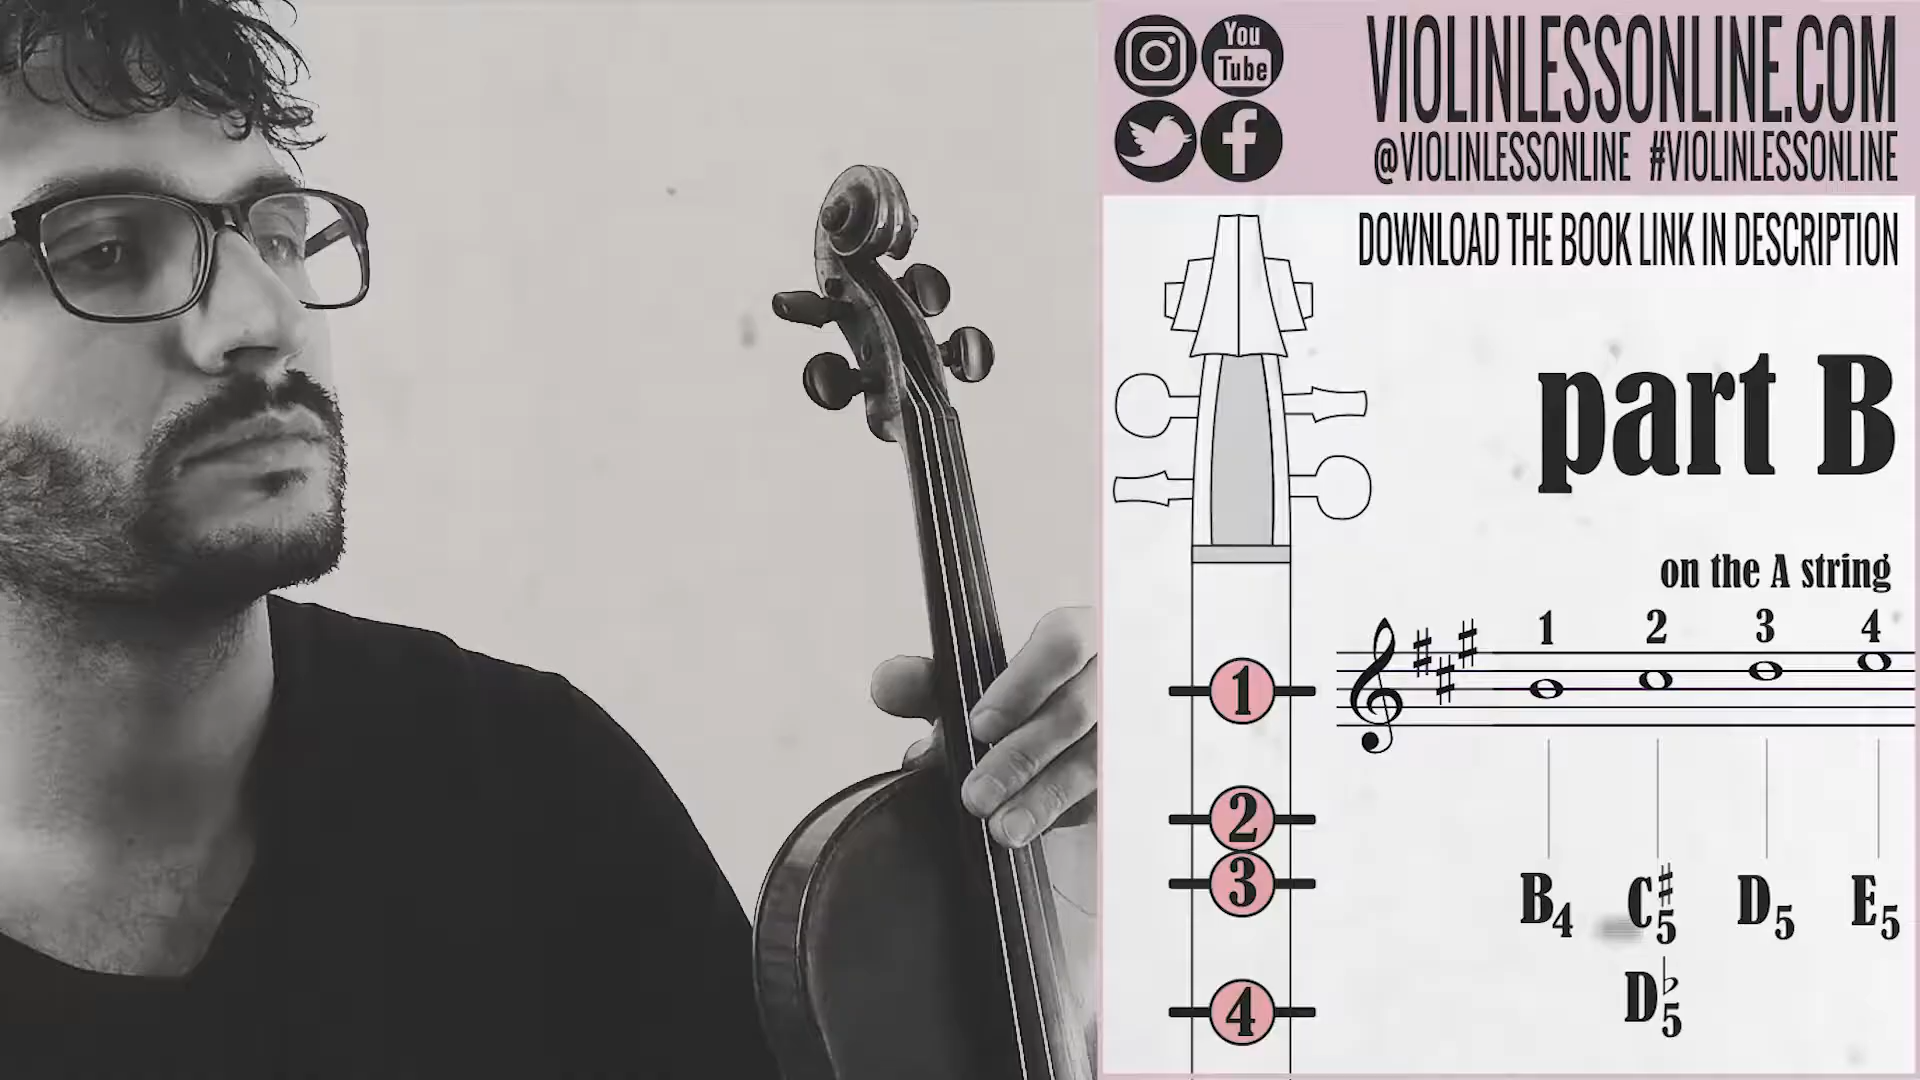 You
Tube
VIOLINLESSONLINE.COM
@VIOLINLESSONLINE #VIOLINLESSONLINE
DOWNLOAD THE BOOK LINK IN DESCRIPTION
part B
on the A string
1 2 3 4
1
2
3
4
B4 C♯5 D5 E5
D♭5